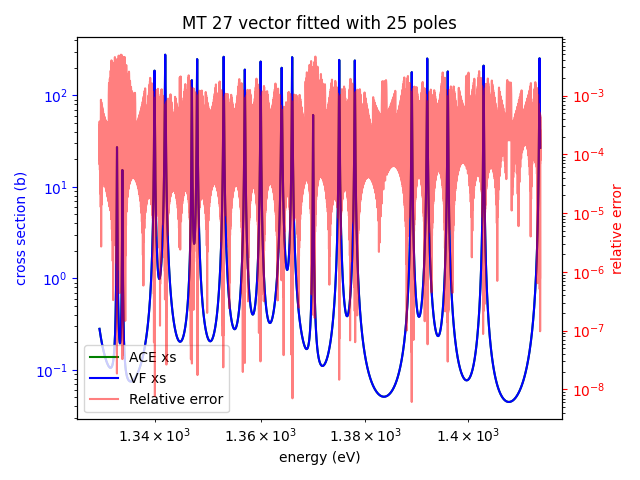 MT 27 vector fitted with 25 poles
cross section (b)
10²
10¹
10⁰
10⁻¹
10⁻³
10⁻⁴
10⁻⁵
10⁻⁶
10⁻⁷
10⁻⁸
relative error
ACE xs
VF xs
Relative error
1.34 × 10³ 1.36 × 10³ 1.38 × 10³ 1.4 × 10³
energy (eV)